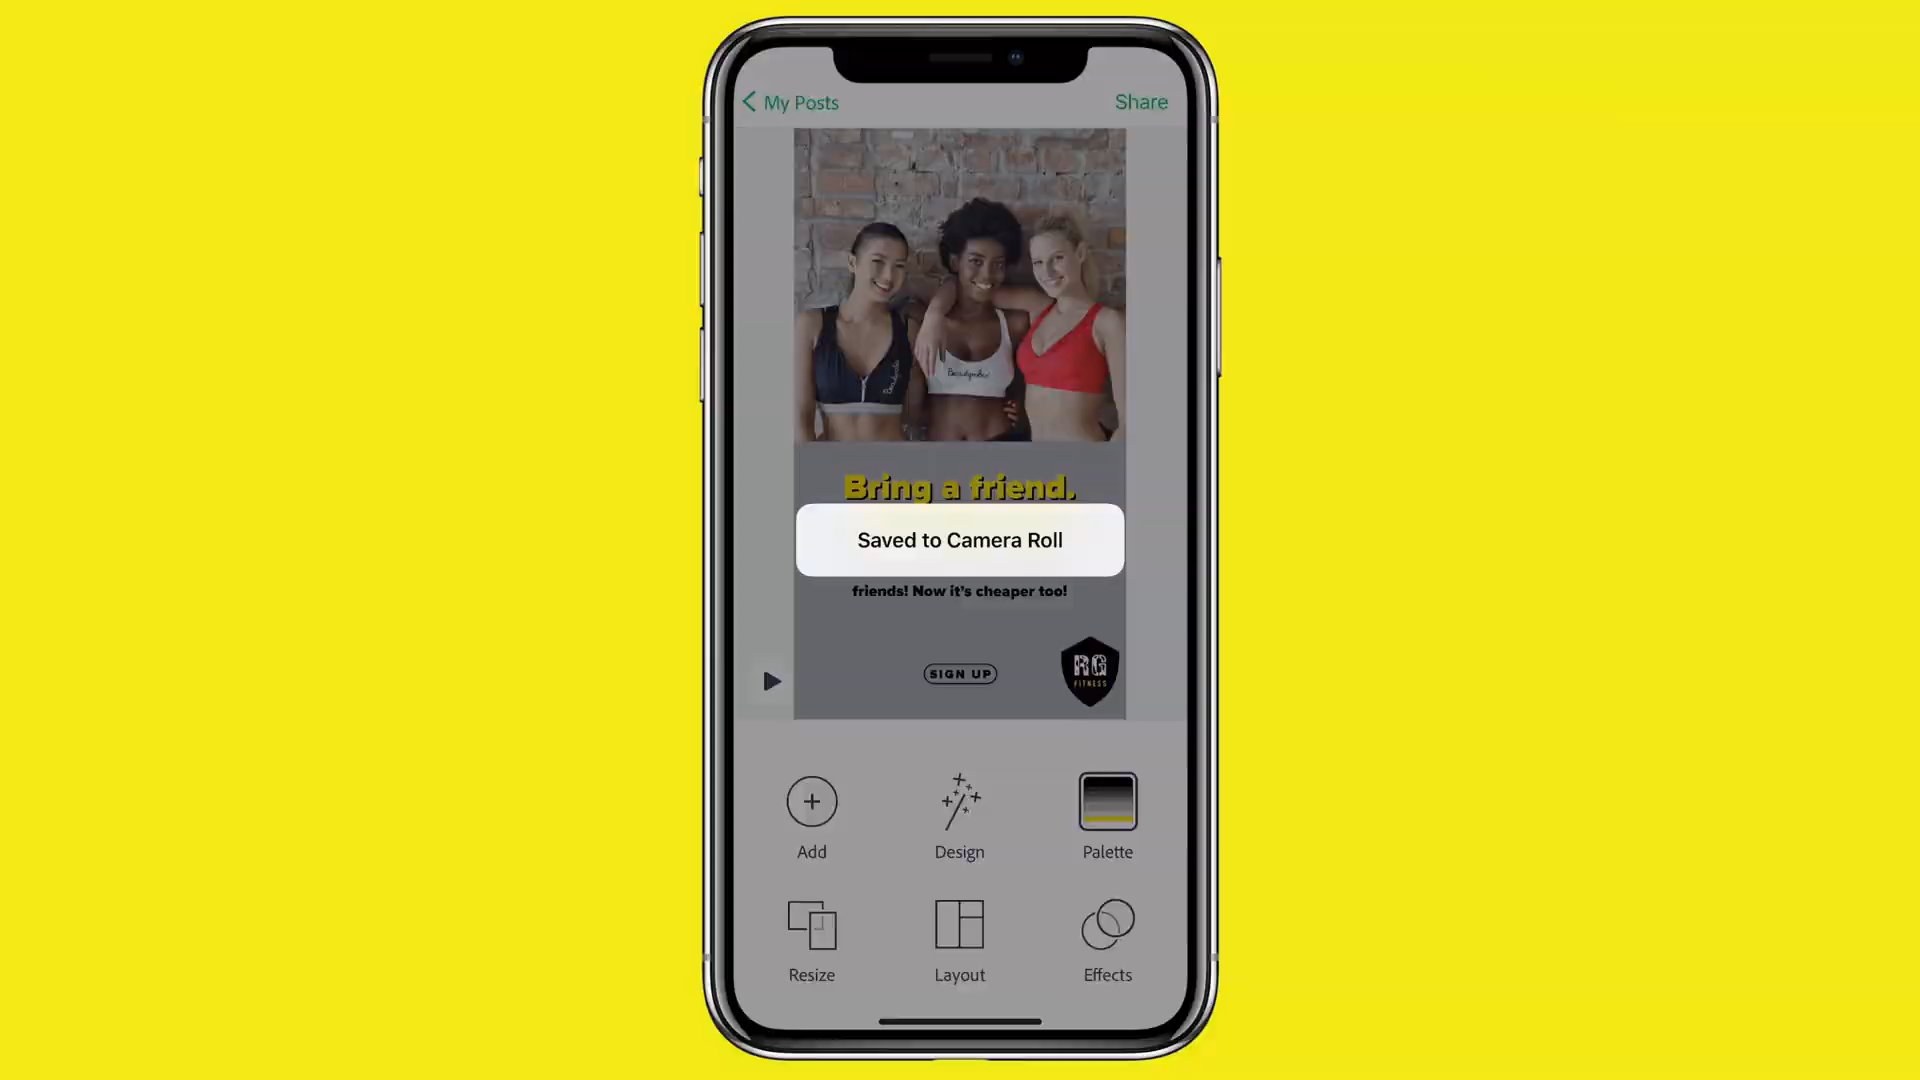 My Posts
Share
Beautyrebel
Bring a friend.
Saved to Camera Roll
friends! Now it's cheaper too!
SIGN UP
RG
FITNESS
Add
Design
Palette
Resize
Layout
Effects